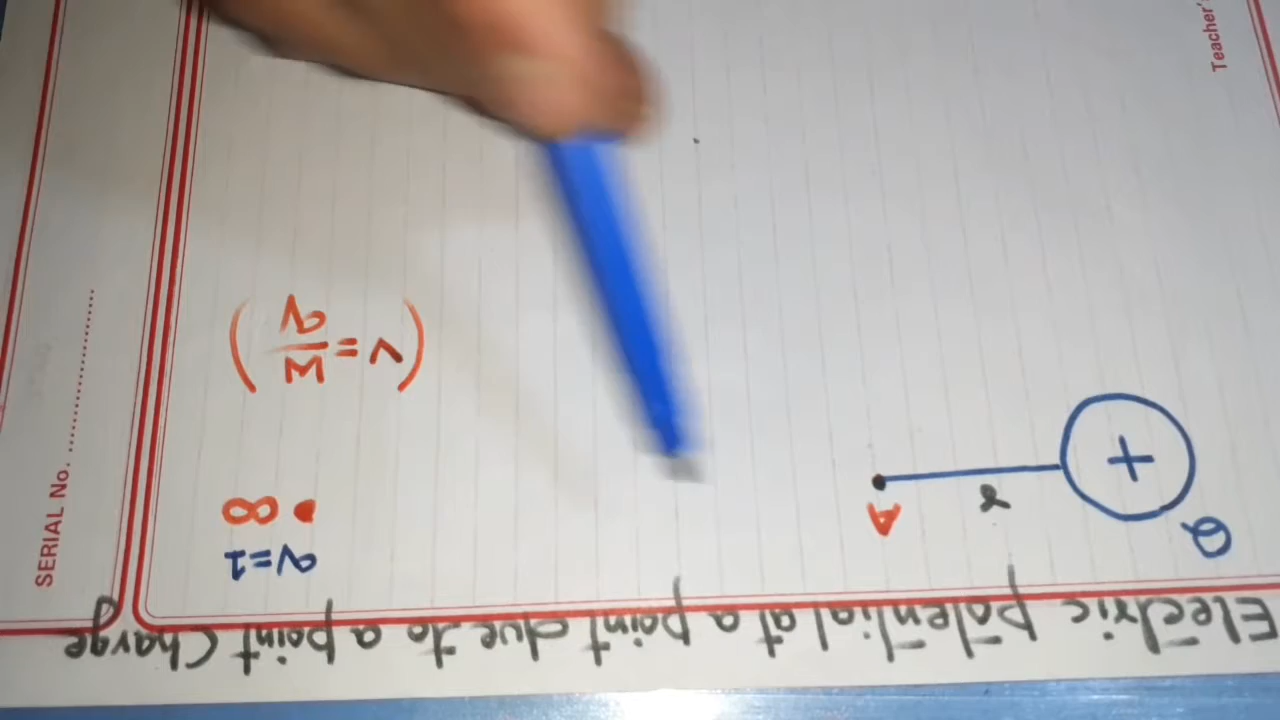 Electric potential at a point due to a point Charge
Q
+
r
A
q=1
∞
(V=W/q)
SERIAL No.
Teacher's